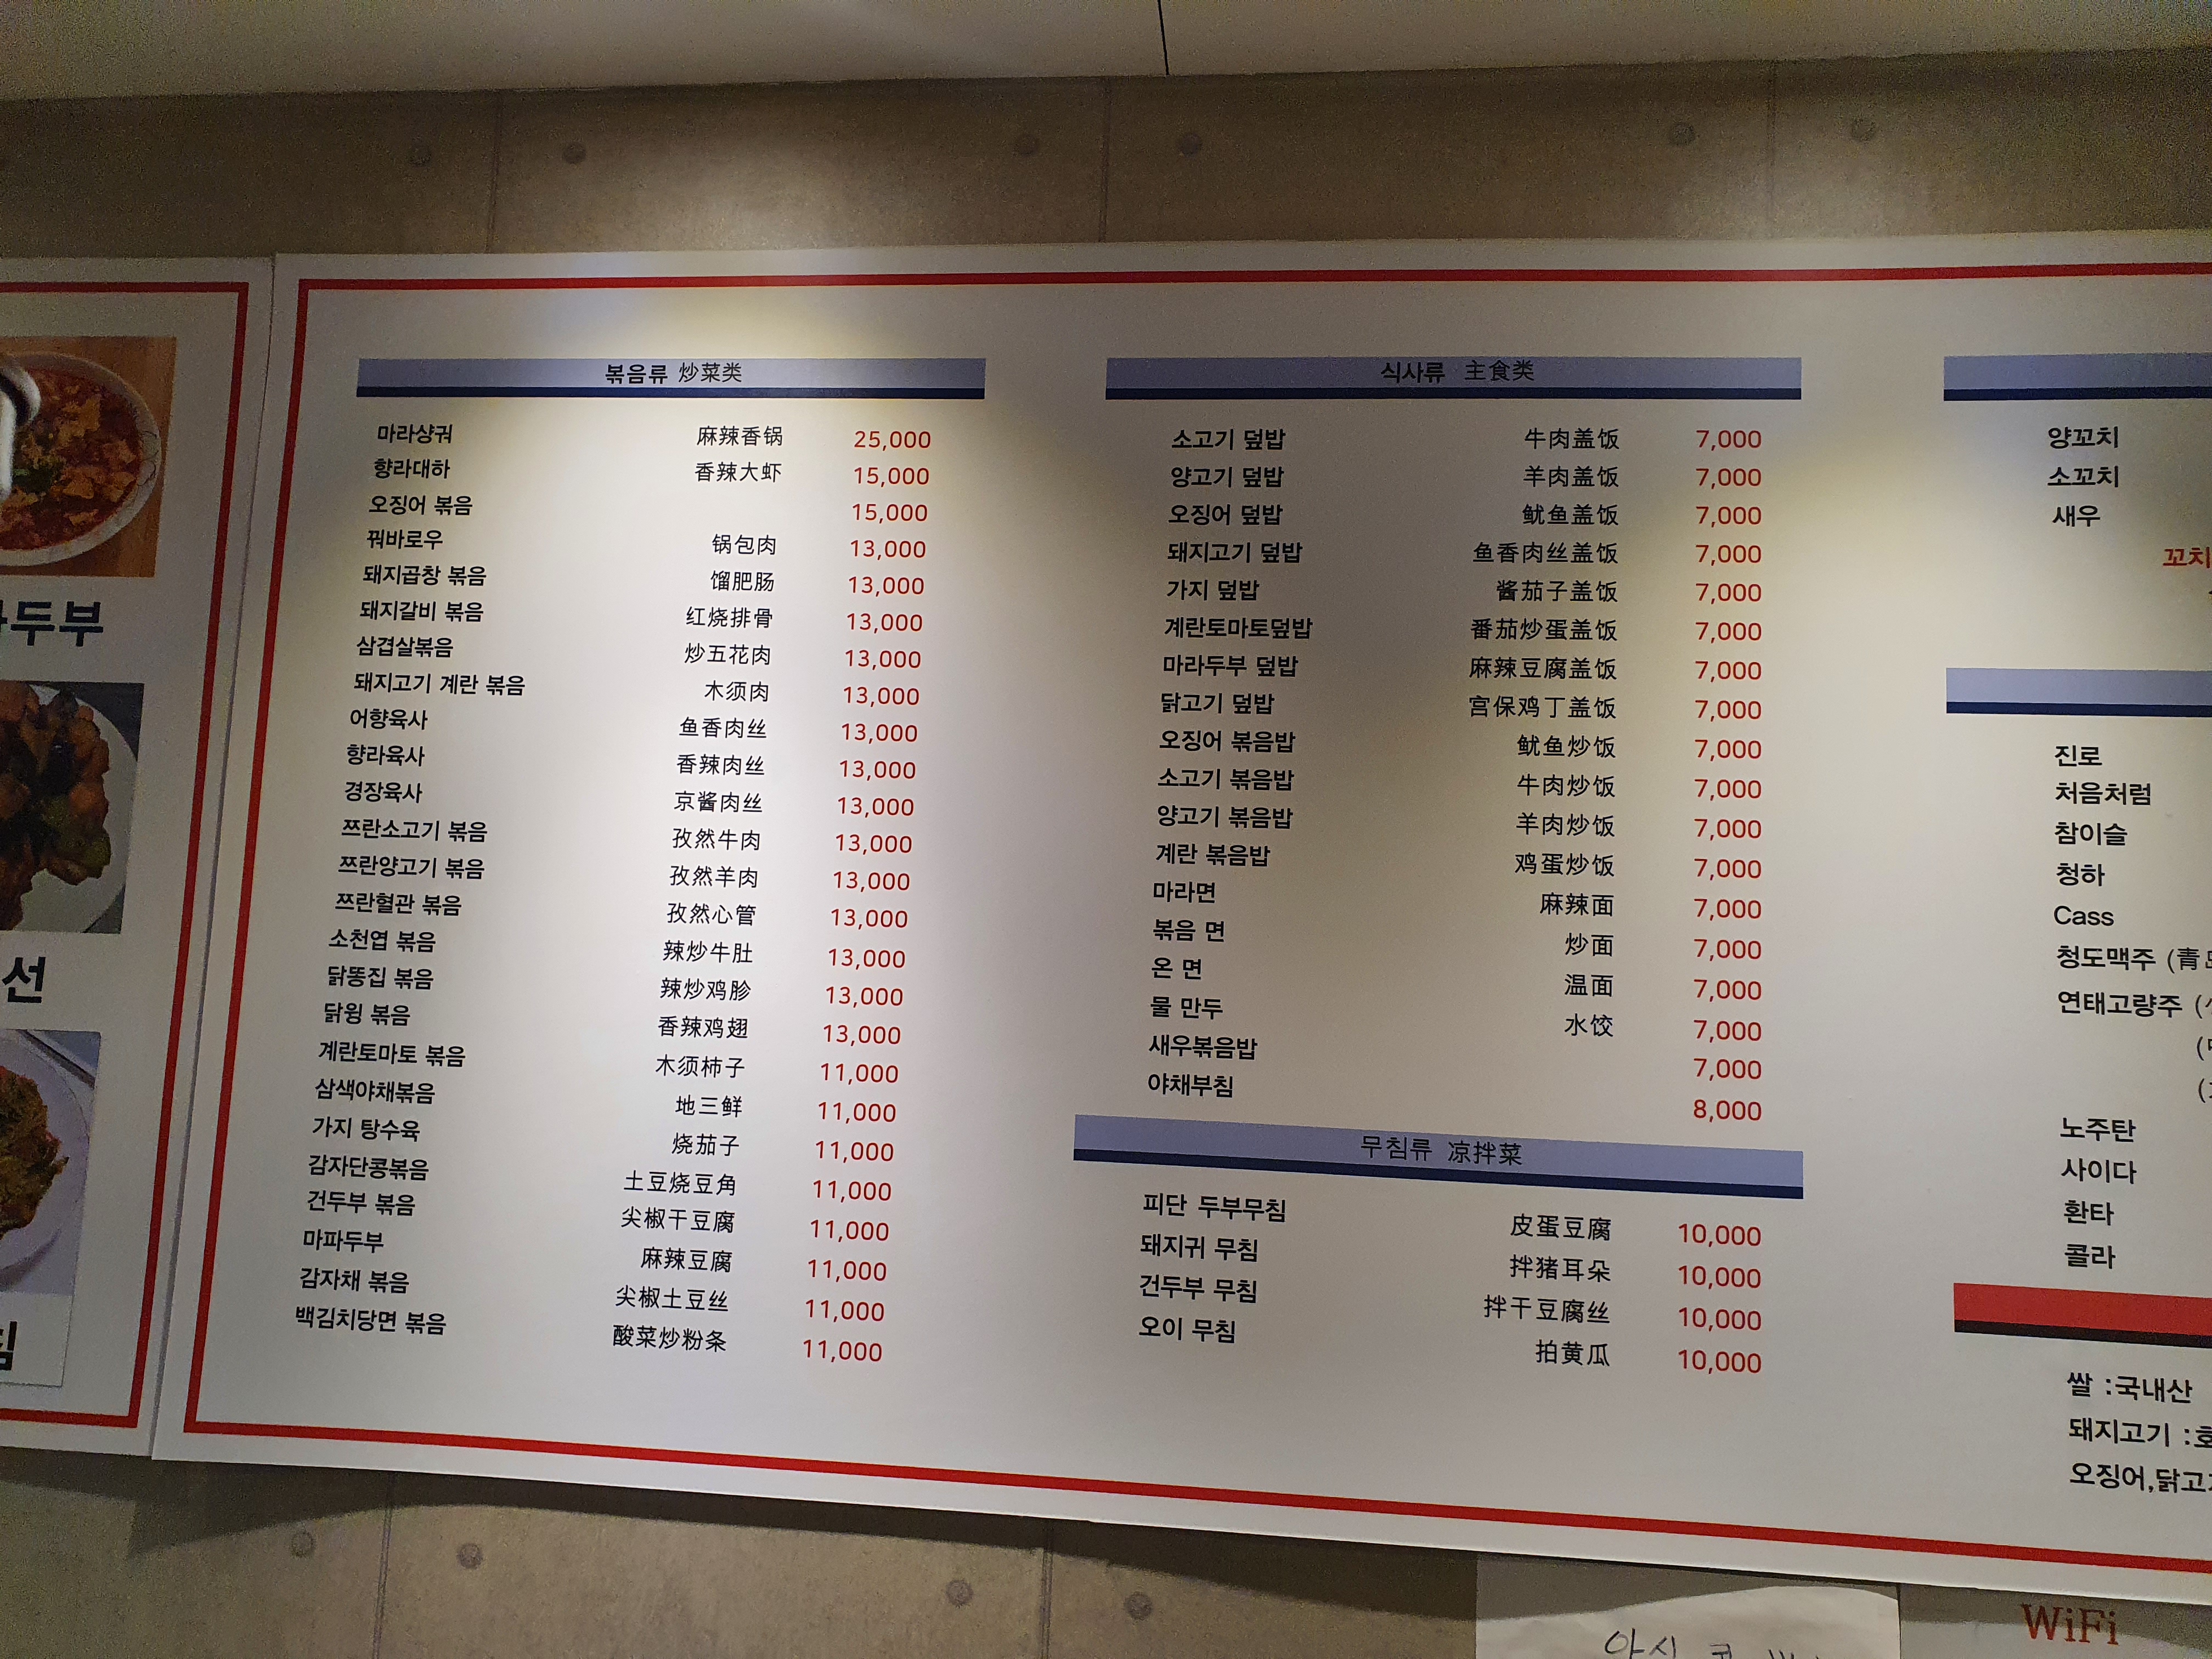 두부
선
볶음류 炒菜类
마라샹궈 麻辣香锅 25,000
향라대하 香辣大虾 15,000
오징어 볶음 15,000
꿔바로우 锅包肉 13,000
돼지곱창 볶음 馏肥肠 13,000
돼지갈비 볶음 红烧排骨 13,000
삼겹살볶음 炒五花肉 13,000
돼지고기 계란 볶음 木须肉 13,000
어향육사 鱼香肉丝 13,000
향라육사 香辣肉丝 13,000
경장육사 京酱肉丝 13,000
쯔란소고기 볶음 孜然牛肉 13,000
쯔란양고기 볶음 孜然羊肉 13,000
쯔란혈관 볶음 孜然心管 13,000
소천엽 볶음 辣炒牛肚 13,000
닭똥집 볶음 辣炒鸡胗 13,000
닭윙 볶음 香辣鸡翅 13,000
계란토마토 볶음 木须柿子 11,000
삼색야채볶음 地三鲜 11,000
가지 탕수육 烧茄子 11,000
감자단콩볶음 土豆烧豆角 11,000
건두부 볶음 尖椒干豆腐 11,000
마파두부 麻辣豆腐 11,000
감자채 볶음 尖椒土豆丝 11,000
백김치당면 볶음 酸菜炒粉条 11,000
식사류 主食类
소고기 덮밥 牛肉盖饭 7,000
양고기 덮밥 羊肉盖饭 7,000
오징어 덮밥 鱿鱼盖饭 7,000
돼지고기 덮밥 鱼香肉丝盖饭 7,000
가지 덮밥 酱茄子盖饭 7,000
계란토마토덮밥 番茄炒蛋盖饭 7,000
마라두부 덮밥 麻辣豆腐盖饭 7,000
닭고기 덮밥 宫保鸡丁盖饭 7,000
오징어 볶음밥 鱿鱼炒饭 7,000
소고기 볶음밥 牛肉炒饭 7,000
양고기 볶음밥 羊肉炒饭 7,000
계란 볶음밥 鸡蛋炒饭 7,000
마라면 麻辣面 7,000
볶음 면 炒面 7,000
온 면 温面 7,000
물 만두 水饺 7,000
새우볶음밥 7,000
야채부침 8,000
무침류 凉拌菜
피단 두부무침 皮蛋豆腐 10,000
돼지귀 무침 拌猪耳朵 10,000
건두부 무침 拌干豆腐丝 10,000
오이 무침 拍黄瓜 10,000
양꼬치
소꼬치
새우
꼬치
진로
처음처럼
참이슬
청하
Cass
청도맥주 (青岛
연태고량주 (
노주탄
사이다
환타
콜라
쌀 :국내산
돼지고기 :호
오징어,닭고기
WiFi